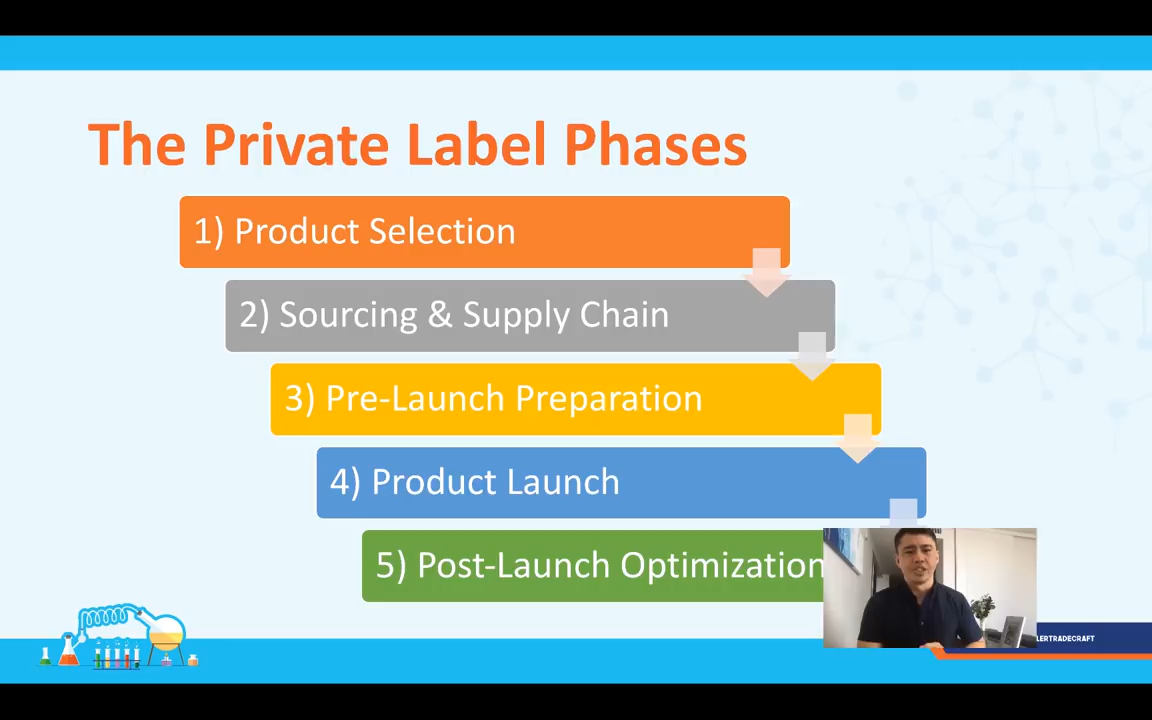 The Private Label Phases
1) Product Selection
2) Sourcing & Supply Chain
3) Pre-Launch Preparation
4) Product Launch
5) Post-Launch Optimization
LERTRADECRAFT